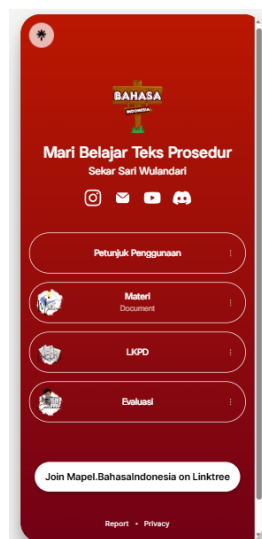 BAHASA
INDONESIA
Mari Belajar Teks Prosedur
Sekar Sari Wulandari
Petunjuk Penggunaan
Materi
Document
LKPD
Evaluasi
Join Mapel.BahasaIndonesia on Linktree
Report • Privacy